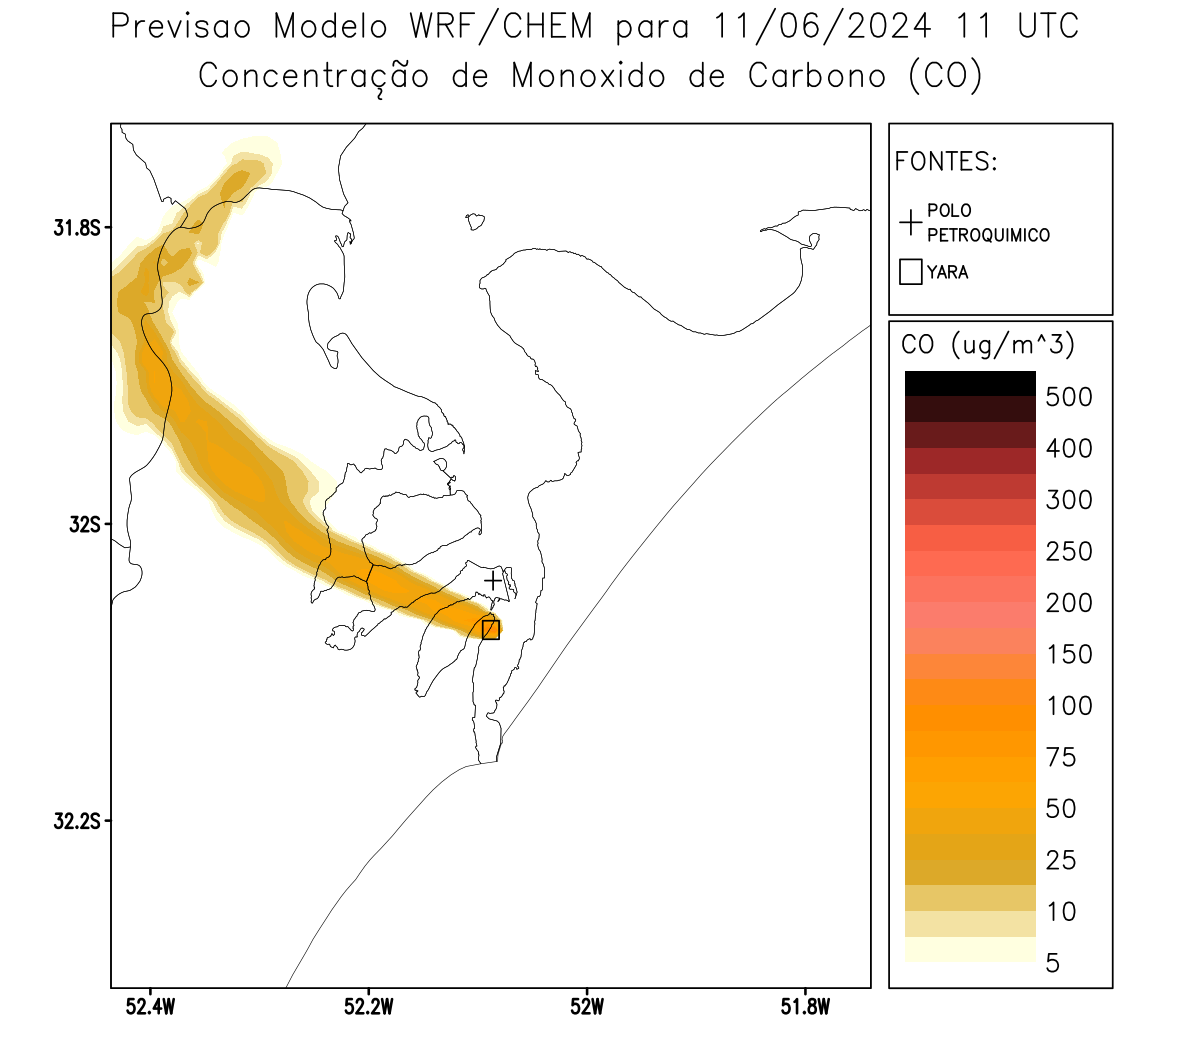 Previsao Modelo WRF/CHEM para 11/06/2024 11 UTC
Concentração de Monoxido de Carbono (CO)
FONTES:
POLO
PETROQUIMICO
YARA
31.8S
32S
32.2S
52.4W
52.2W
52W
51.8W
CO (ug/m^3)
500
400
300
250
200
150
100
75
50
25
10
5